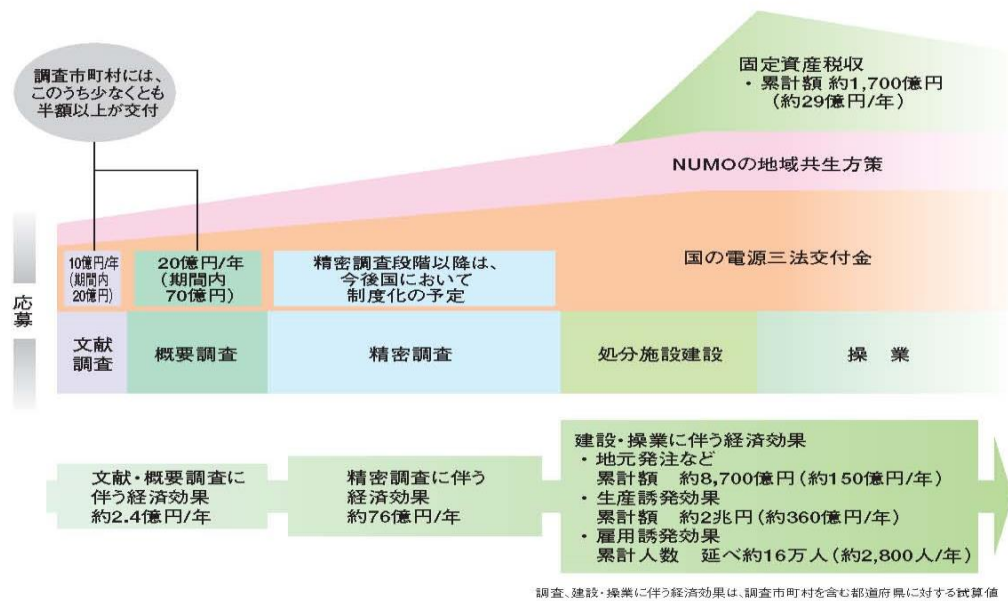 調査市町村には、
このうち少なくとも
半額以上が交付
固定資産税収
・累計額 約1,700億円
(約29億円/年)
NUMOの地域共生方策
国の電源三法交付金
応募
10億円/年
(期間内
20億円)
20億円/年
(期間内
70億円)
精密調査段階以降は、
今後国において
制度化の予定
文献
調査
概要調査
精密調査
処分施設建設
操 業
文献・概要調査に
伴う経済効果
約2.4億円/年
精密調査に伴う
経済効果
約76億円/年
建設・操業に伴う経済効果
・地元発注など
累計額 約8,700億円(約150億円/年)
・生産誘発効果
累計額 約2兆円(約360億円/年)
・雇用誘発効果
累計人数 延べ約16万人(約2,800人/年)
調査、建設・操業に伴う経済効果は、調査市町村を含む都道府県に対する試算値